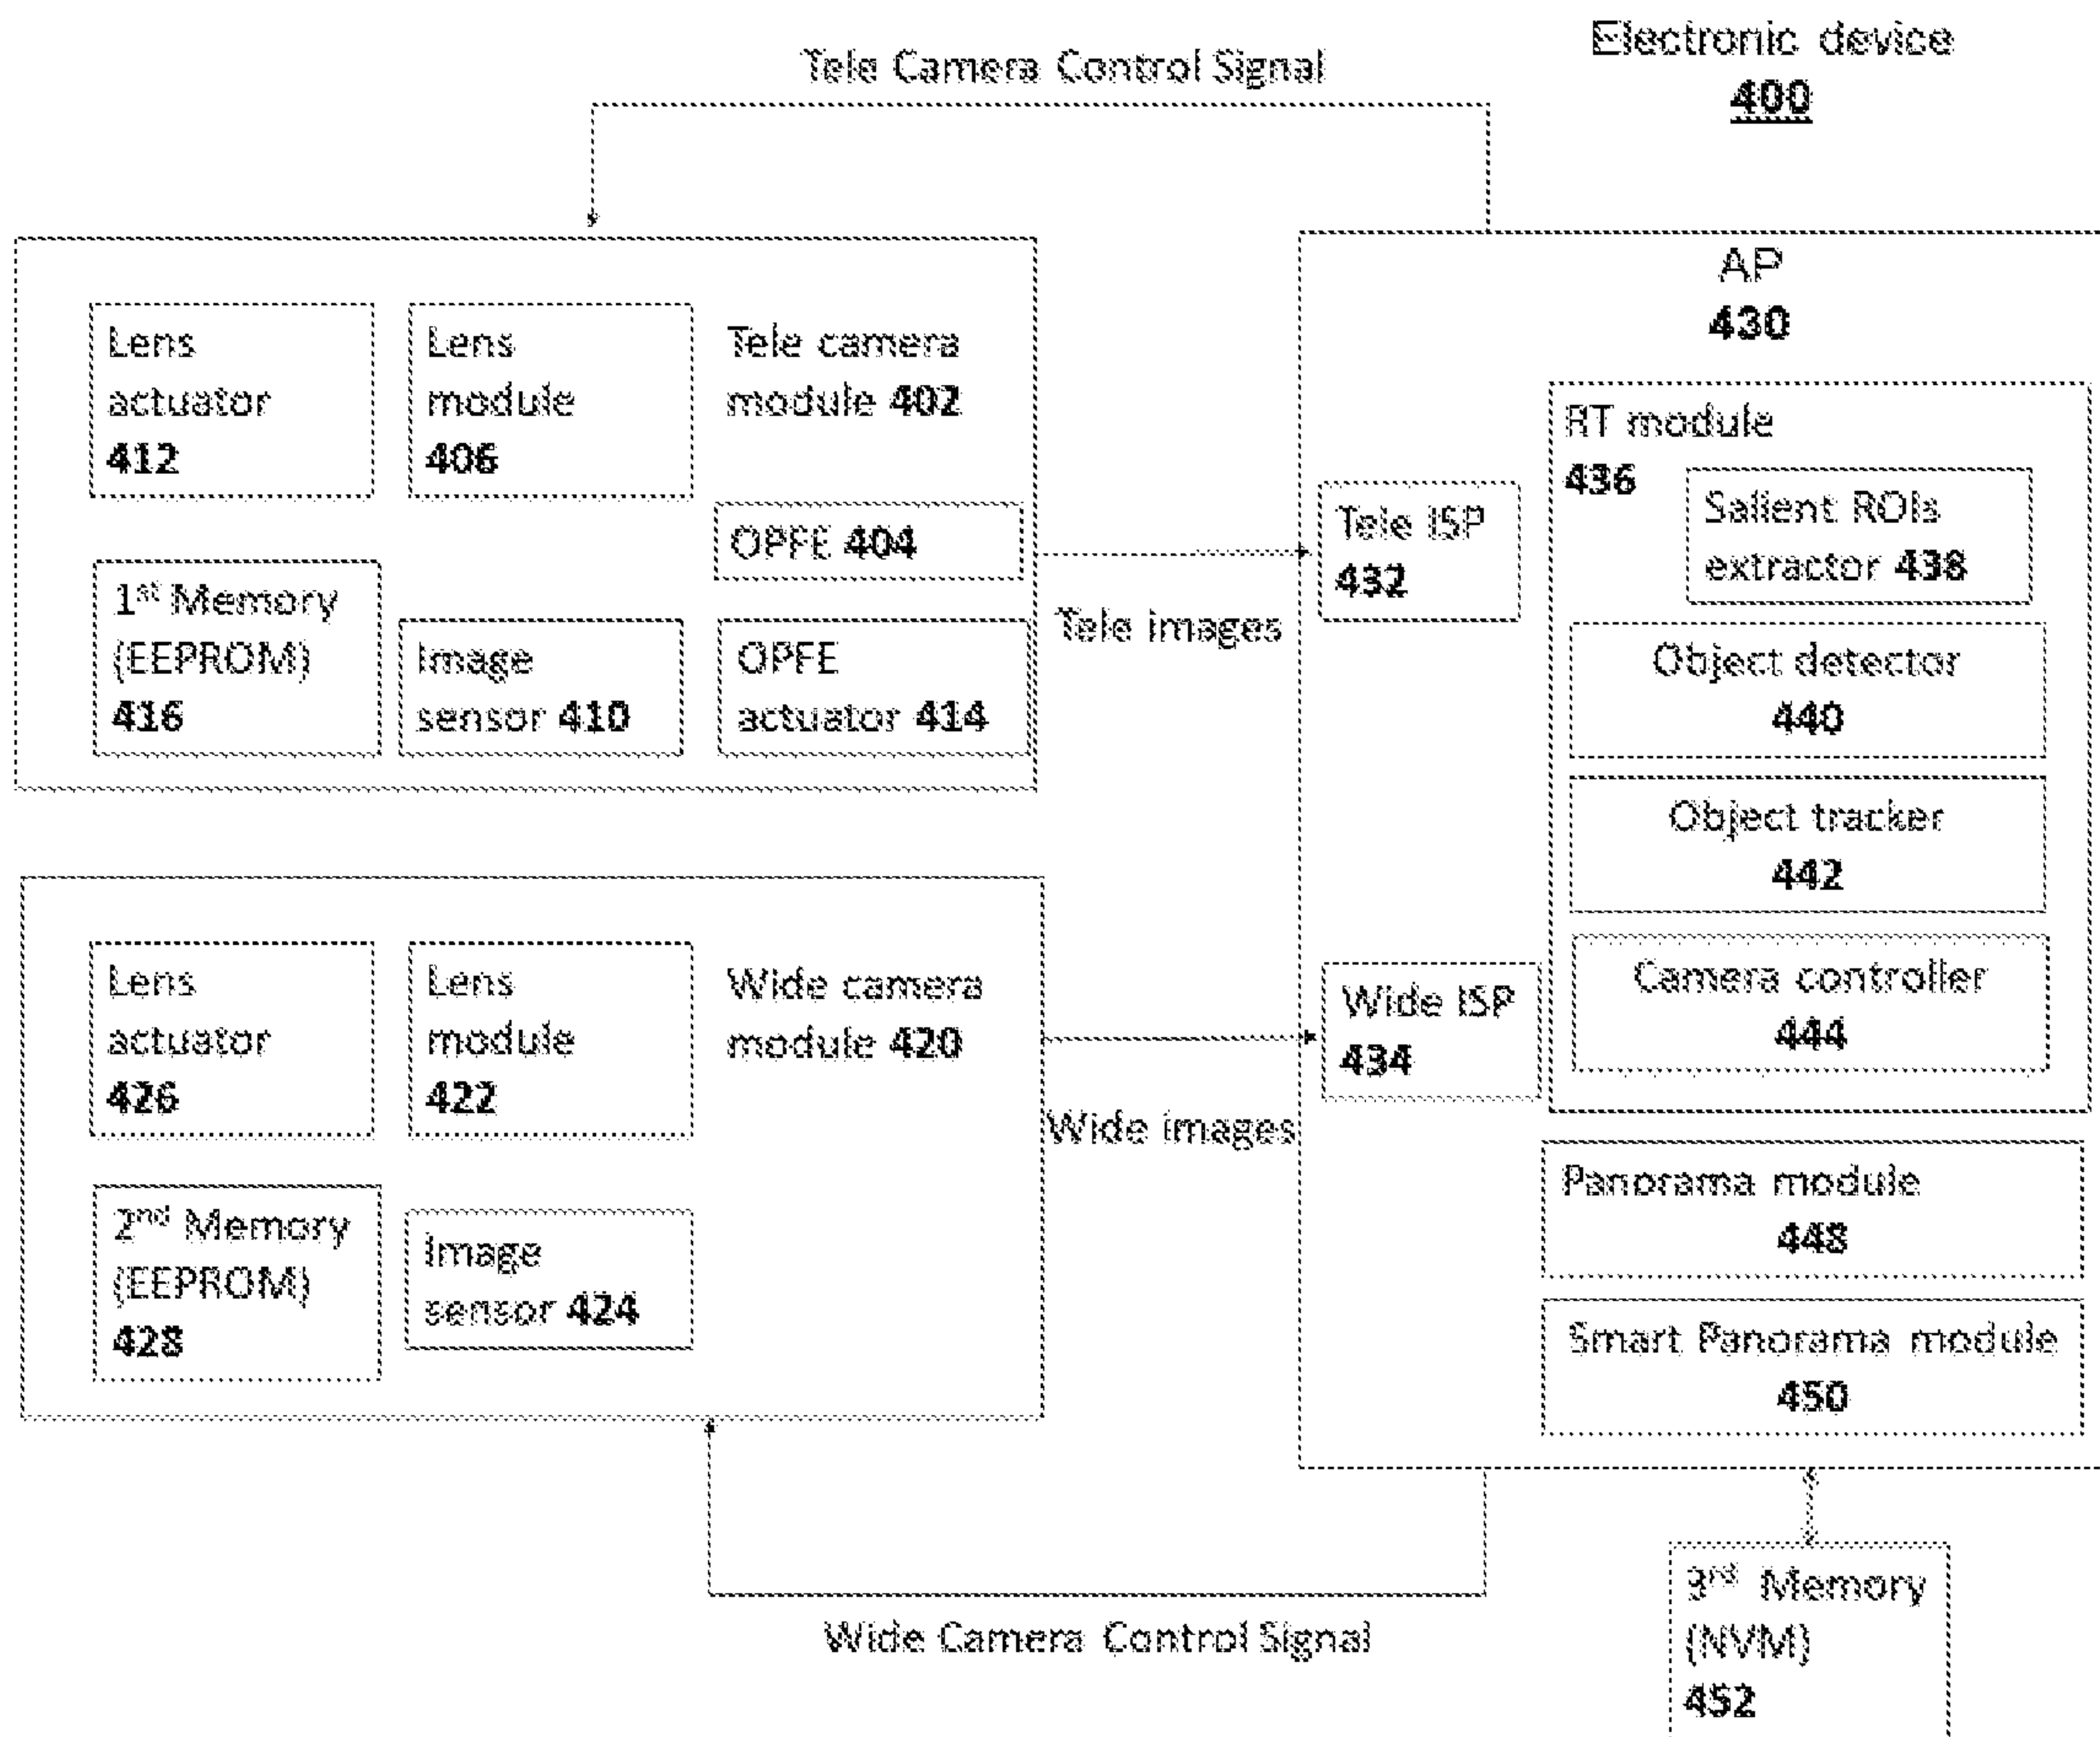 Electronic device
400
Tele Camera Control Signal
Lens
actuator
412
Lens
module
406
Tele camera
module 402
OPFE 404
1st Memory
(EEPROM)
416
Image
sensor 410
OPFE
actuator 414
Tele images
AP
430
Tele ISP
432
RT module
436
Salient ROIs
extractor 438
Object detector
440
Object tracker
442
Camera controller
444
Lens
actuator
426
Lens
module
422
Wide camera
module 420
2nd Memory
(EEPROM)
428
Image
sensor 424
Wide images
Wide ISP
434
Panorama module
448
Smart Panorama module
450
Wide Camera Control Signal
3rd Memory
(NVM)
452